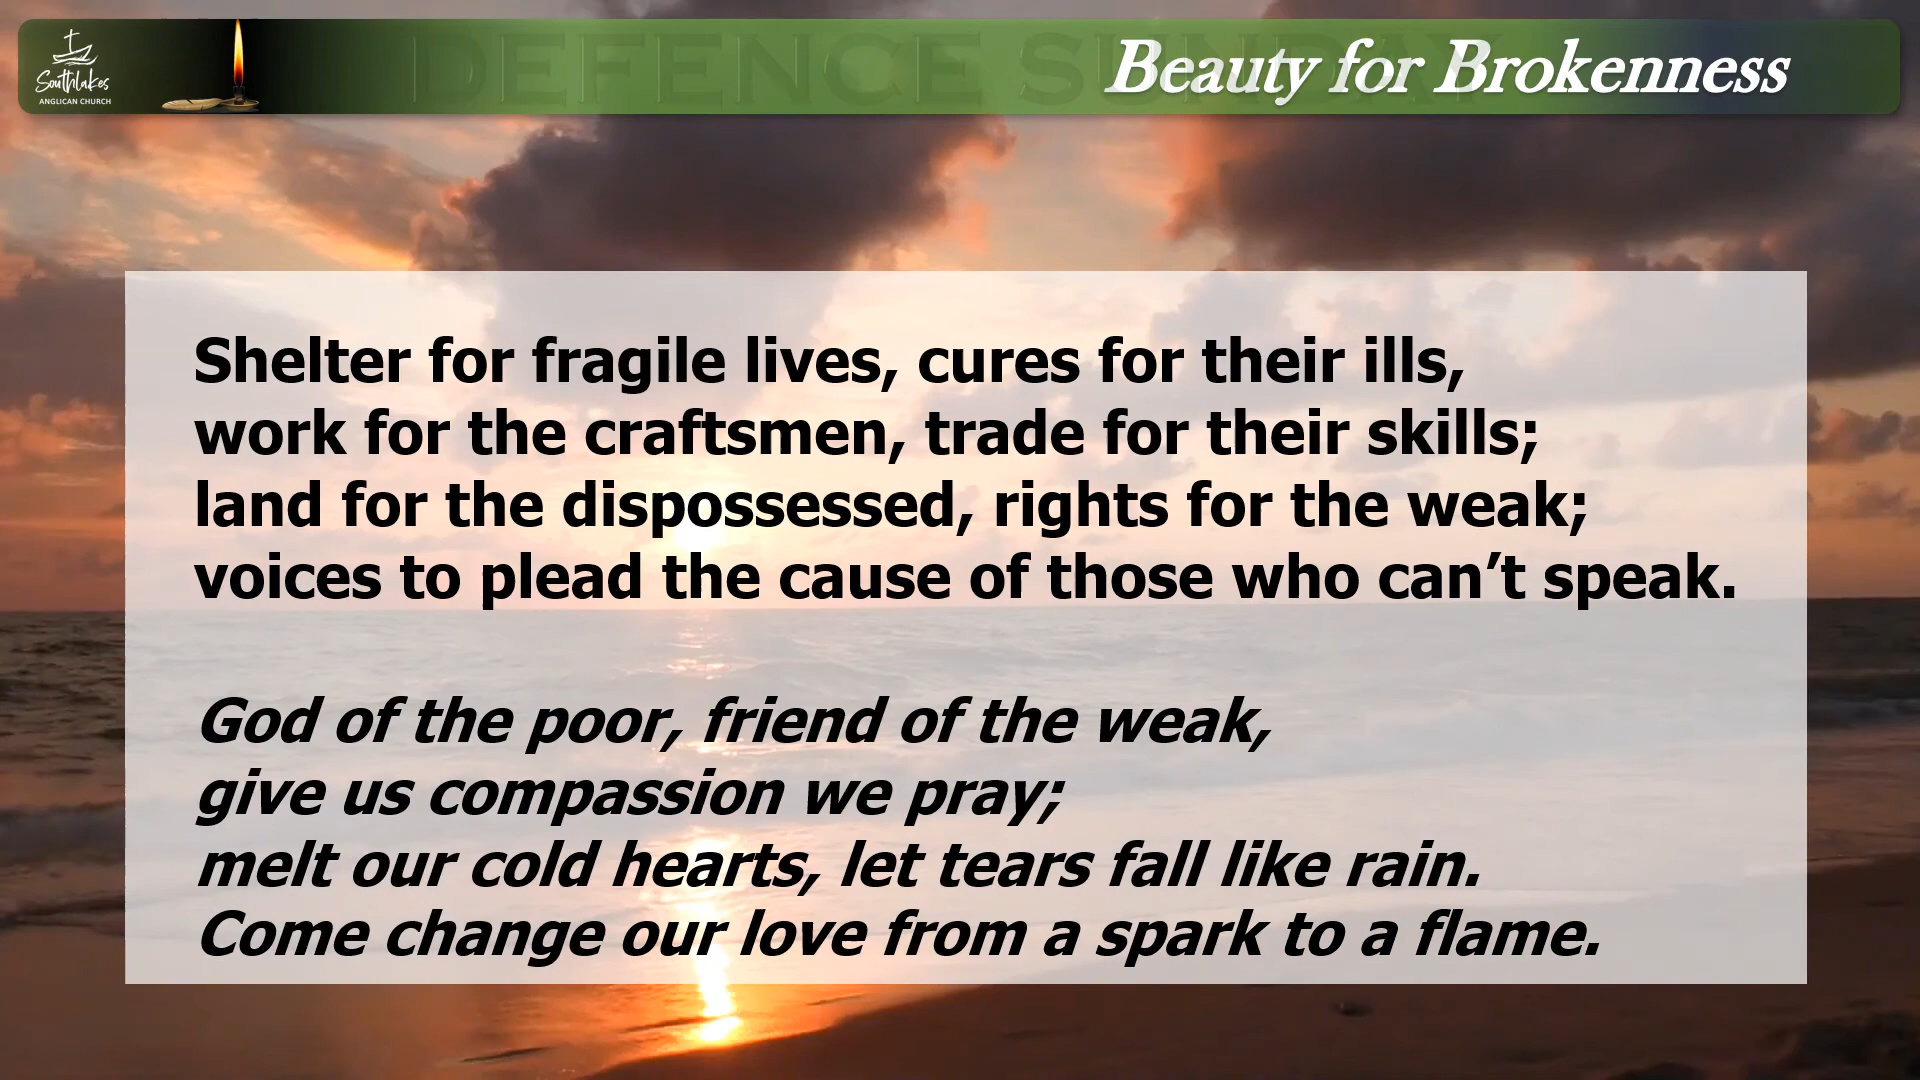 Southlakes
ANGLICAN CHURCH
DEFENCE SUNDAY
Beauty for Brokenness
Shelter for fragile lives, cures for their ills,
work for the craftsmen, trade for their skills;
land for the dispossessed, rights for the weak;
voices to plead the cause of those who can’t speak.
God of the poor, friend of the weak,
give us compassion we pray;
melt our cold hearts, let tears fall like rain.
Come change our love from a spark to a flame.